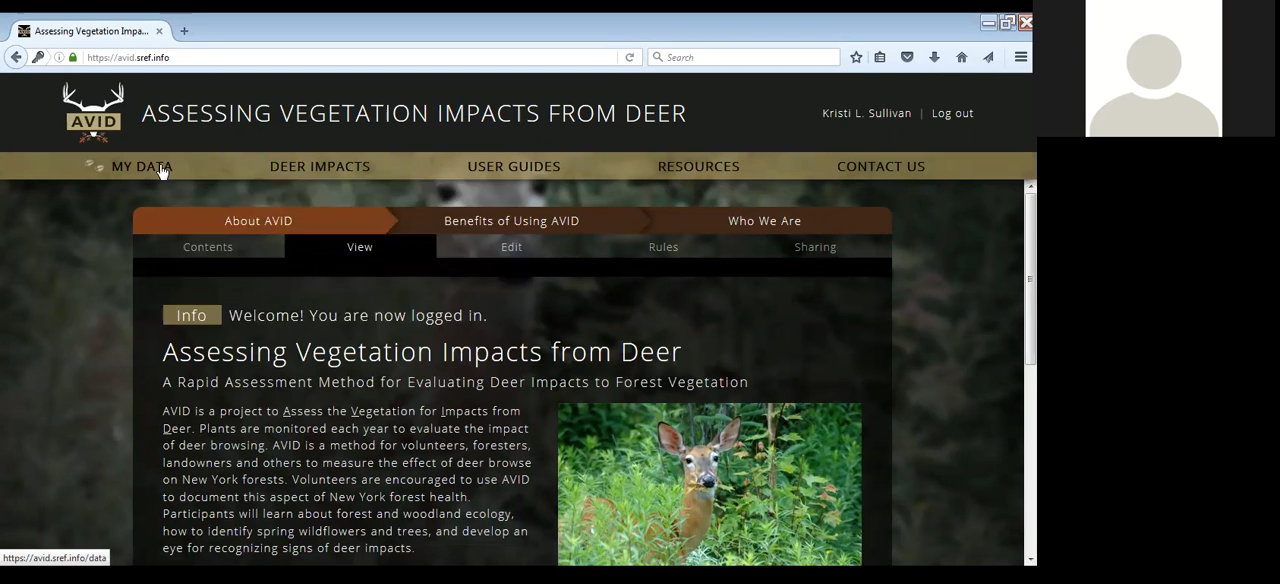 Assessing Vegetation Impa...
https://avid.sref.info
Search
AVID
ASSESSING VEGETATION IMPACTS FROM DEER
Kristi L. Sullivan | Log out
MY DATA DEER IMPACTS USER GUIDES RESOURCES CONTACT US
About AVID Benefits of Using AVID Who We Are
Contents View Edit Rules Sharing
Info Welcome! You are now logged in.
Assessing Vegetation Impacts from Deer
A Rapid Assessment Method for Evaluating Deer Impacts to Forest Vegetation
AVID is a project to Assess the Vegetation for Impacts from
Deer. Plants are monitored each year to evaluate the impact
of deer browsing. AVID is a method for volunteers, foresters,
landowners and others to measure the effect of deer browse
on New York forests. Volunteers are encouraged to use AVID
to document this aspect of New York forest health.
Participants will learn about forest and woodland ecology,
how to identify spring wildflowers and trees, and develop an
eye for recognizing signs of deer impacts.
https://avid.sref.info/data